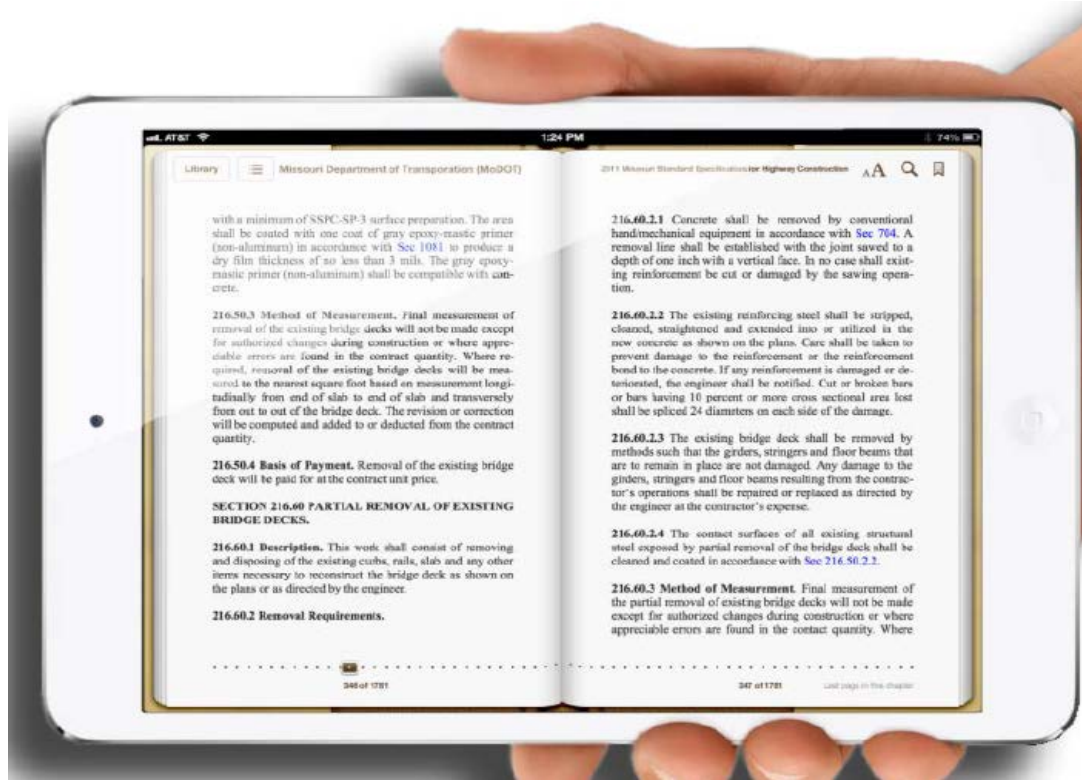 AT&T 1:24 PM 74%
Library Missouri Department of Transporation (MoDOT)
with a minimum of SSPC-SP-3 surface preparation. The area
shall be coated with one coat of gray epoxy-mastic primer
(non-aluminum) in accordance with Sec 1081 to produce a
dry film thickness of no less than 3 mils. The gray epoxy-
mastic primer (non-aluminum) shall be compatible with con-
crete.
216.50.3 Method of Measurement. Final measurement of
removal of the existing bridge decks will not be made except
for authorized changes during construction or where appre-
ciable errors are found in the contract quantity. Where re-
quired, removal of the existing bridge decks will be mea-
sured to the nearest square foot based on measurement longi-
tudinally from end of slab to end of slab and transversely
from out to out of the bridge deck. The revision or correction
will be computed and added to or deducted from the contract
quantity.
216.50.4 Basis of Payment. Removal of the existing bridge
deck will be paid for at the contract unit price.
SECTION 216.60 PARTIAL REMOVAL OF EXISTING
BRIDGE DECKS.
216.60.1 Description. This work shall consist of removing
and disposing of the existing curbs, rails, slab and any other
items necessary to reconstruct the bridge deck as shown on
the plans or as directed by the engineer.
216.60.2 Removal Requirements.
346 of 1781
2011 Missouri Standard Specifications for Highway Construction AA
216.60.2.1 Concrete shall be removed by conventional
hand/mechanical equipment in accordance with Sec 704. A
removal line shall be established with the joint sawed to a
depth of one inch with a vertical face. In no case shall exist-
ing reinforcement be cut or damaged by the sawing opera-
tion.
216.60.2.2 The existing reinforcing steel shall be stripped,
cleaned, straightened and extended into or utilized in the
new concrete as shown on the plans. Care shall be taken to
prevent damage to the reinforcement or the reinforcement
bond to the concrete. If any reinforcement is damaged or de-
teriorated, the engineer shall be notified. Cut or broken bars
or bars having 10 percent or more cross sectional area lost
shall be spliced 24 diameters on each side of the damage.
216.60.2.3 The existing bridge deck shall be removed by
methods such that the girders, stringers and floor beams that
are to remain in place are not damaged. Any damage to the
girders, stringers and floor beams resulting from the contrac-
tor's operations shall be repaired or replaced as directed by
the engineer at the contractor's expense.
216.60.2.4 The contact surfaces of all existing structural
steel exposed by partial removal of the bridge deck shall be
cleaned and coated in accordance with Sec 216.50.2.2.
216.60.3 Method of Measurement. Final measurement of
the partial removal of existing bridge decks will not be made
except for authorized changes during construction or where
appreciable errors are found in the contact quantity. Where
347 of 1781 Last page in this chapter